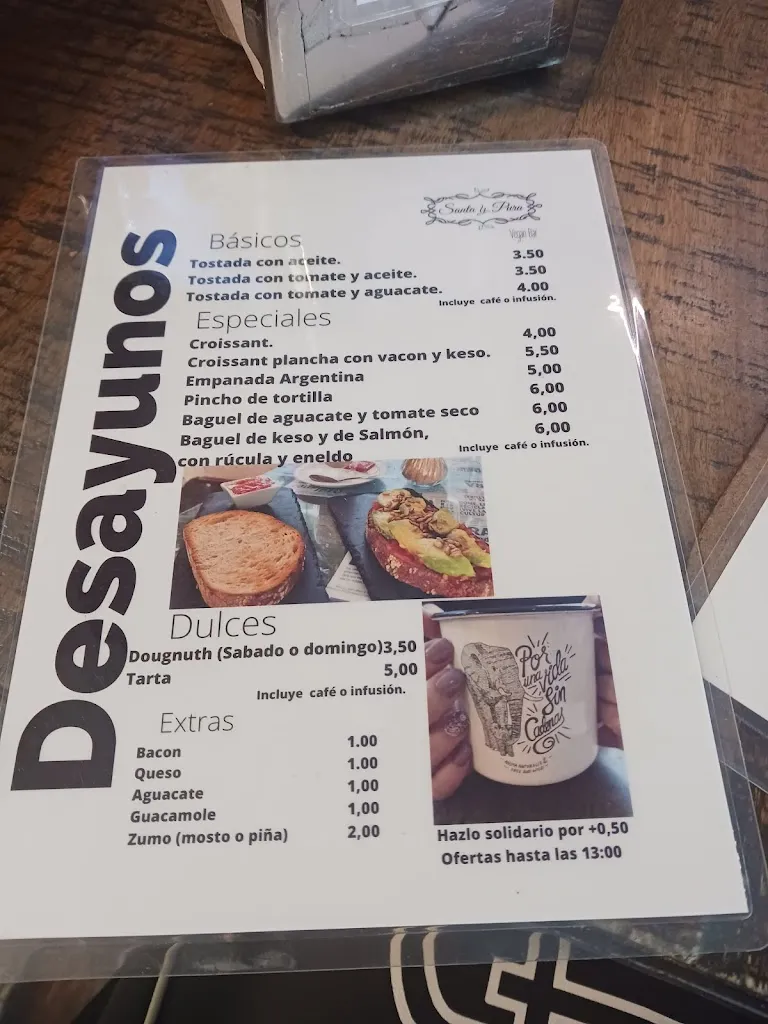 Santa y Pura
Vegan Bar
Desayunos
Básicos
Tostada con aceite. 3.50
Tostada con tomate y aceite. 3.50
Tostada con tomate y aguacate. 4.00
Incluye café o infusión.
Especiales
Croissant. 4,00
Croissant plancha con vacon y keso. 5,50
Empanada Argentina 5,00
Pincho de tortilla 6,00
Baguel de aguacate y tomate seco 6,00
Baguel de keso y de Salmón, 6,00
con rúcula y eneldo
Incluye café o infusión.
Dulces
Dougnuth (Sabado o domingo)3,50
Tarta 5,00
Incluye café o infusión.
Extras
Bacon 1.00
Queso 1.00
Aguacate 1,00
Guacamole 1,00
Zumo (mosto o piña) 2,00
Por
una vida
Sin
Cadenas
Hazlo solidario por +0,50
Ofertas hasta las 13:00